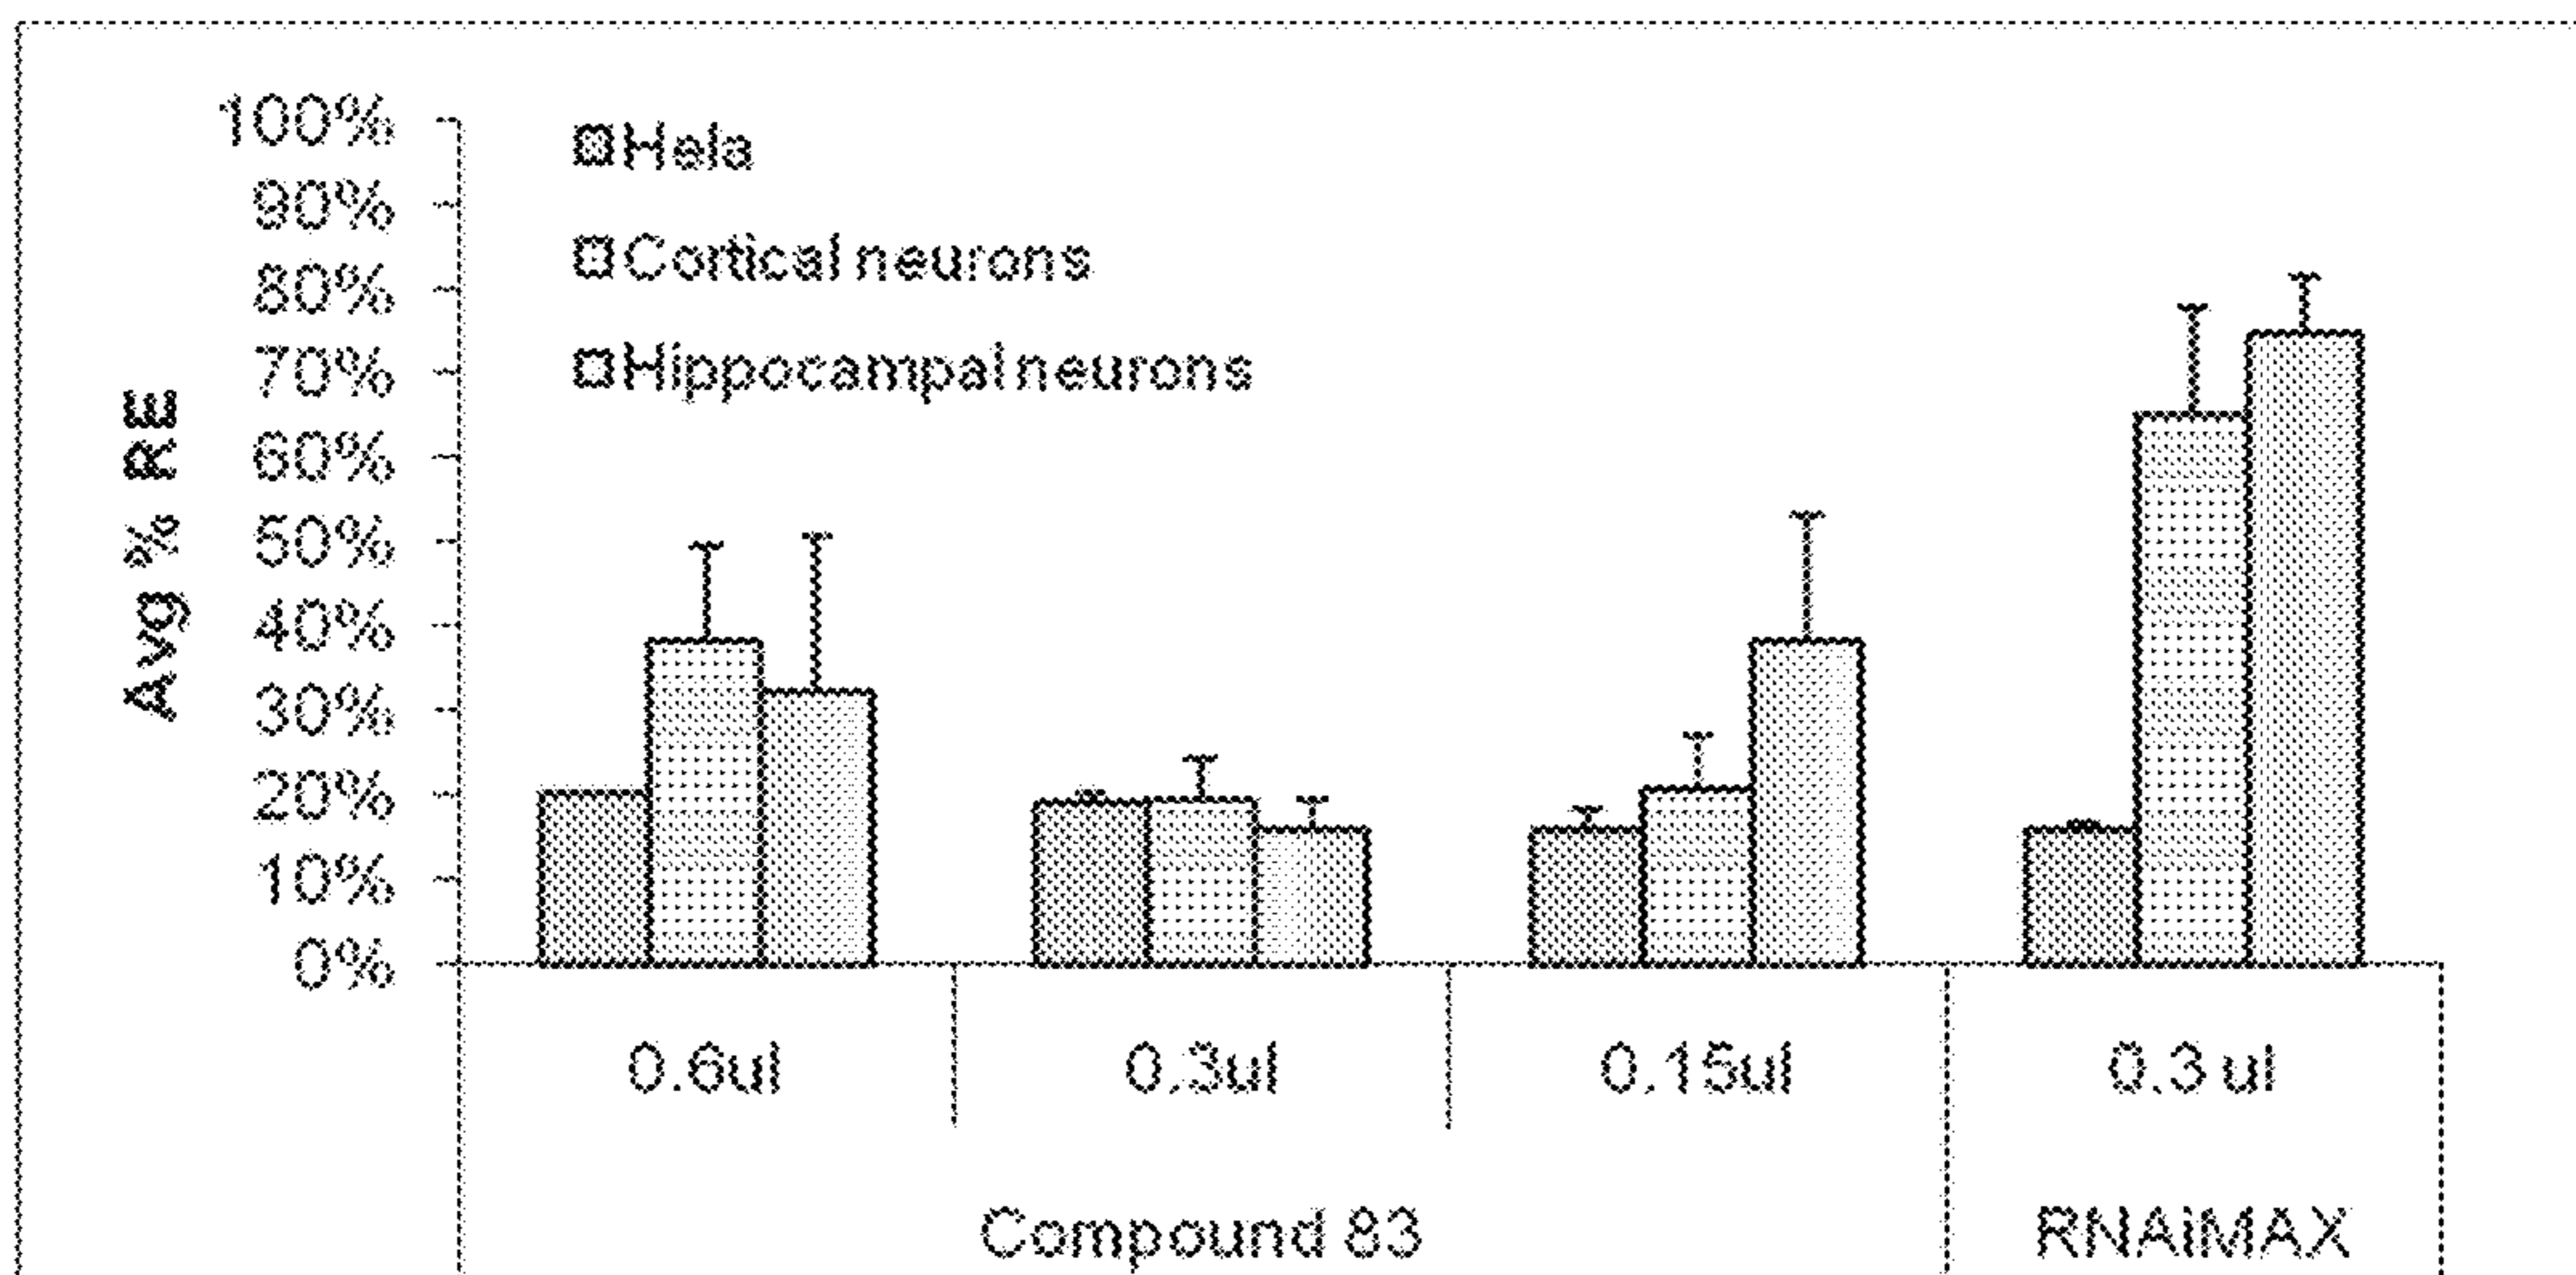 100%
90%
80%
70%
60%
50%
40%
30%
20%
10%
0%
Avg % RE
Hela
Cortical neurons
Hippocampal neurons
0.6ul
0.3ul
0.15ul
0.3 ul
Compound 83
RNAiMAX